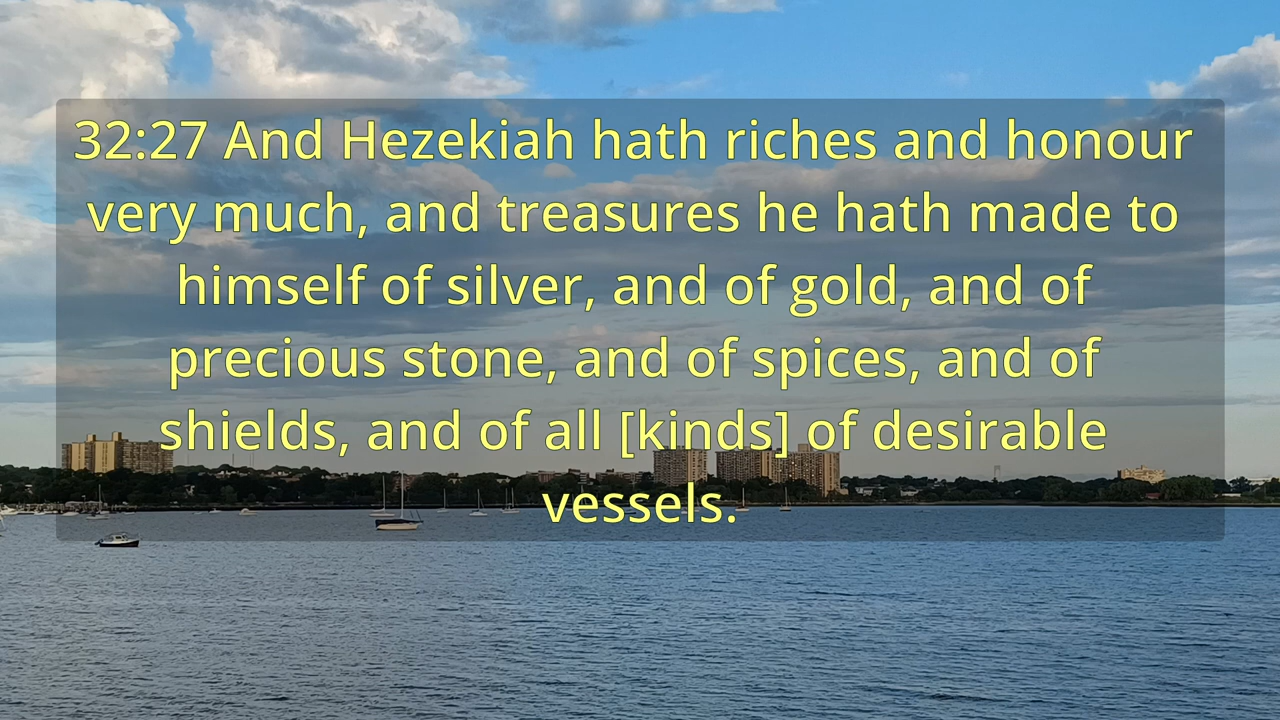 32:27 And Hezekiah hath riches and honour
very much, and treasures he hath made to
himself of silver, and of gold, and of
precious stone, and of spices, and of
shields, and of all [kinds] of desirable
vessels.